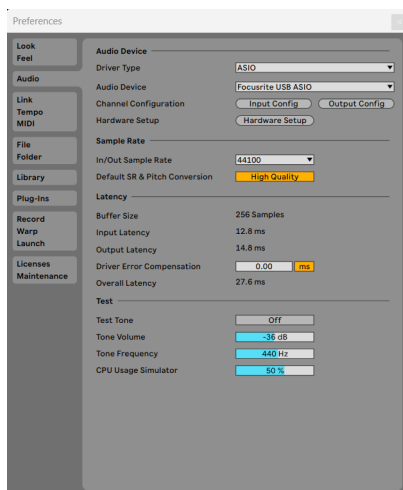 Preferences
Look
Feel
Audio
Link
Tempo
MIDI
File
Folder
Library
Plug-Ins
Record
Warp
Launch
Licenses
Maintenance
Audio Device
Driver Type ASIO
Audio Device Focusrite USB ASIO
Channel Configuration Input Config Output Config
Hardware Setup Hardware Setup
Sample Rate
In/Out Sample Rate 44100
Default SR & Pitch Conversion High Quality
Latency
Buffer Size 256 Samples
Input Latency 12.8 ms
Output Latency 14.8 ms
Driver Error Compensation 0.00 ms
Overall Latency 27.6 ms
Test
Test Tone Off
Tone Volume -36 dB
Tone Frequency 440 Hz
CPU Usage Simulator 50 %